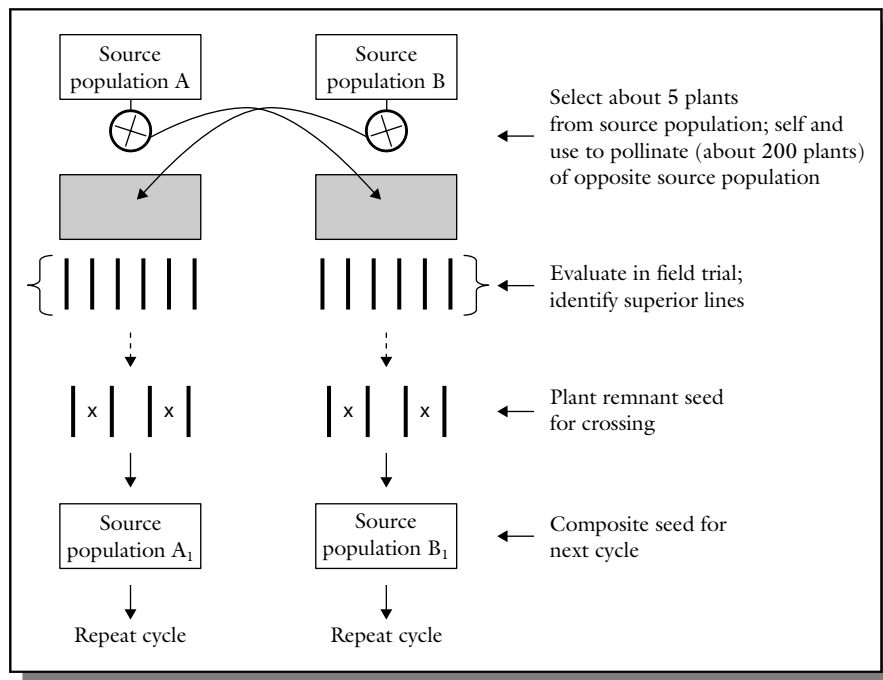 Source
population A
Source
population B
Select about 5 plants
from source population; self and
use to pollinate (about 200 plants)
of opposite source population
Evaluate in field trial;
identify superior lines
x
x
x
x
Plant remnant seed
for crossing
Source
population A₁
Source
population B₁
Composite seed for
next cycle
Repeat cycle
Repeat cycle